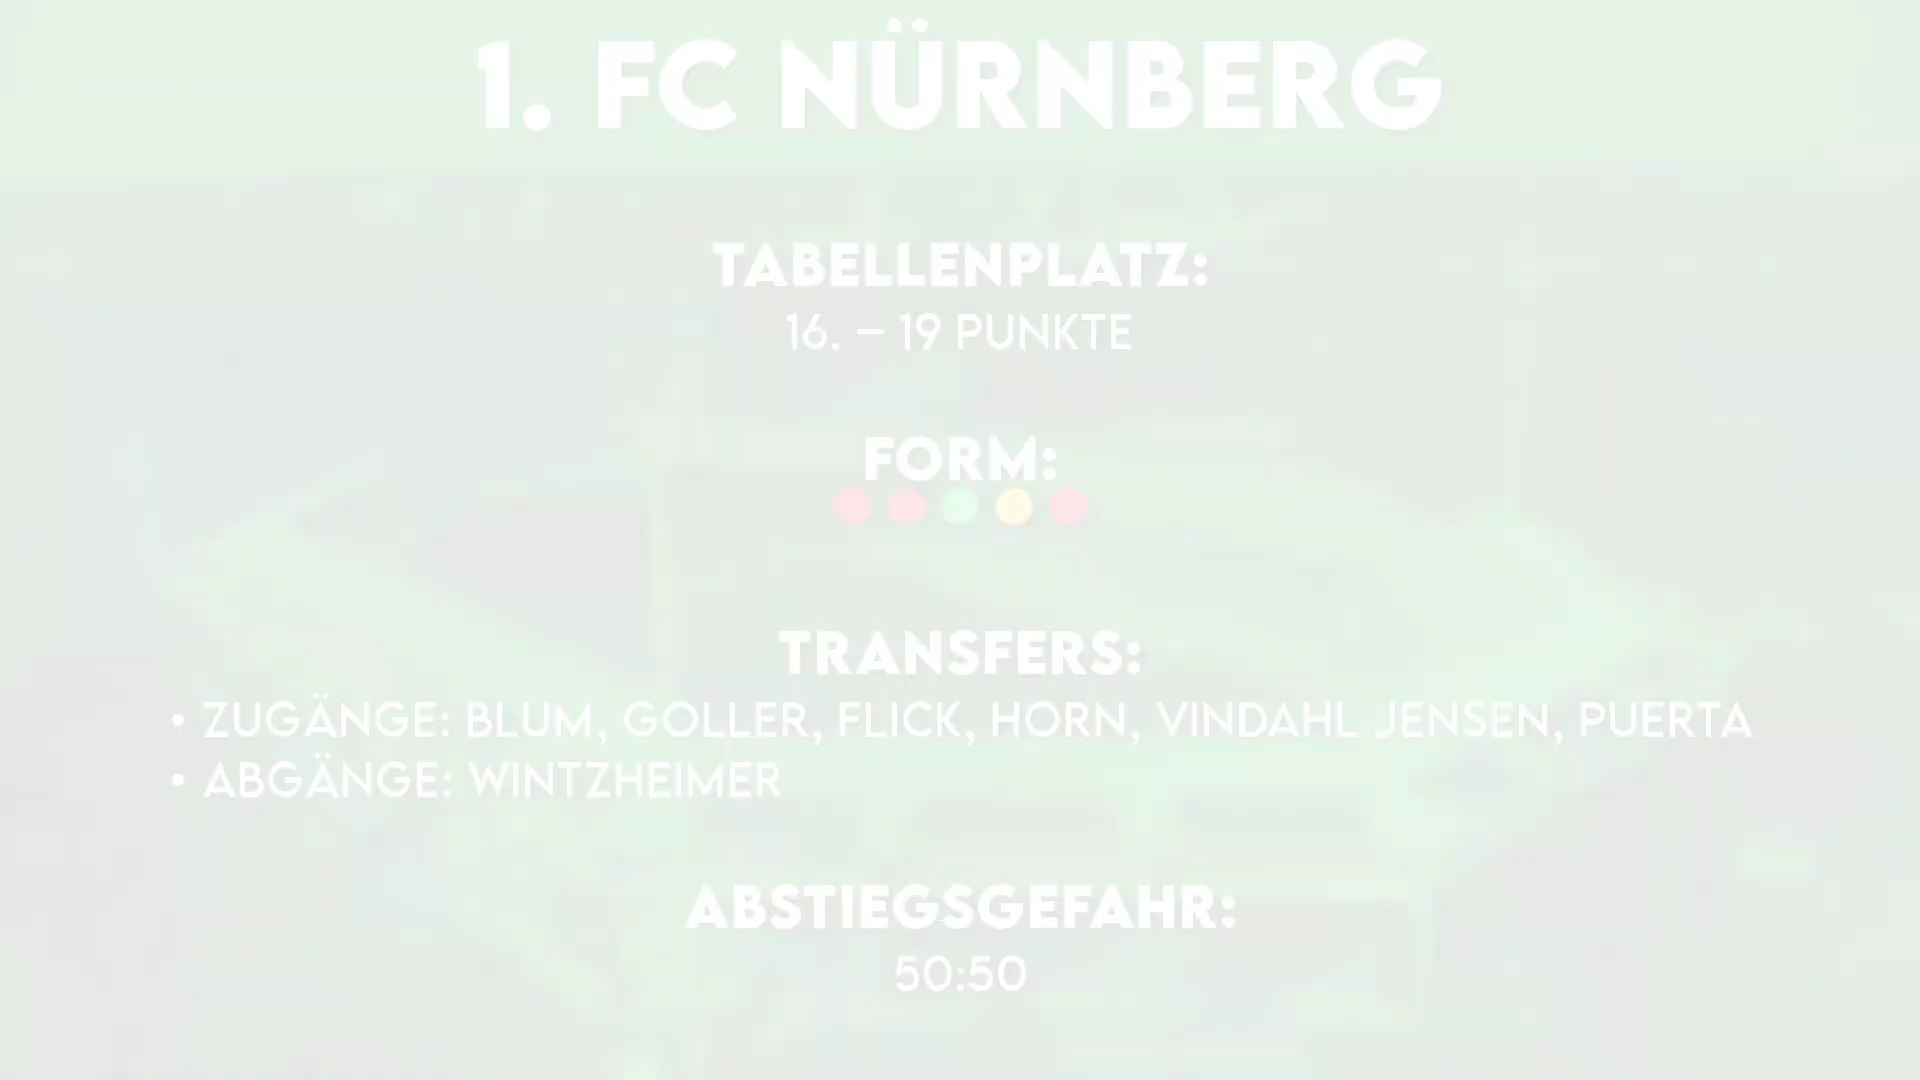 1. FC NÜRNBERG
TABELLENPLATZ:
16. – 19 PUNKTE
FORM:
TRANSFERS:
• ZUGÄNGE: BLUM, GOLLER, FLICK, HORN, VINDAHL JENSEN, PUERTA
• ABGÄNGE: WINTZHEIMER
ABSTIEGSGEFAHR:
50:50